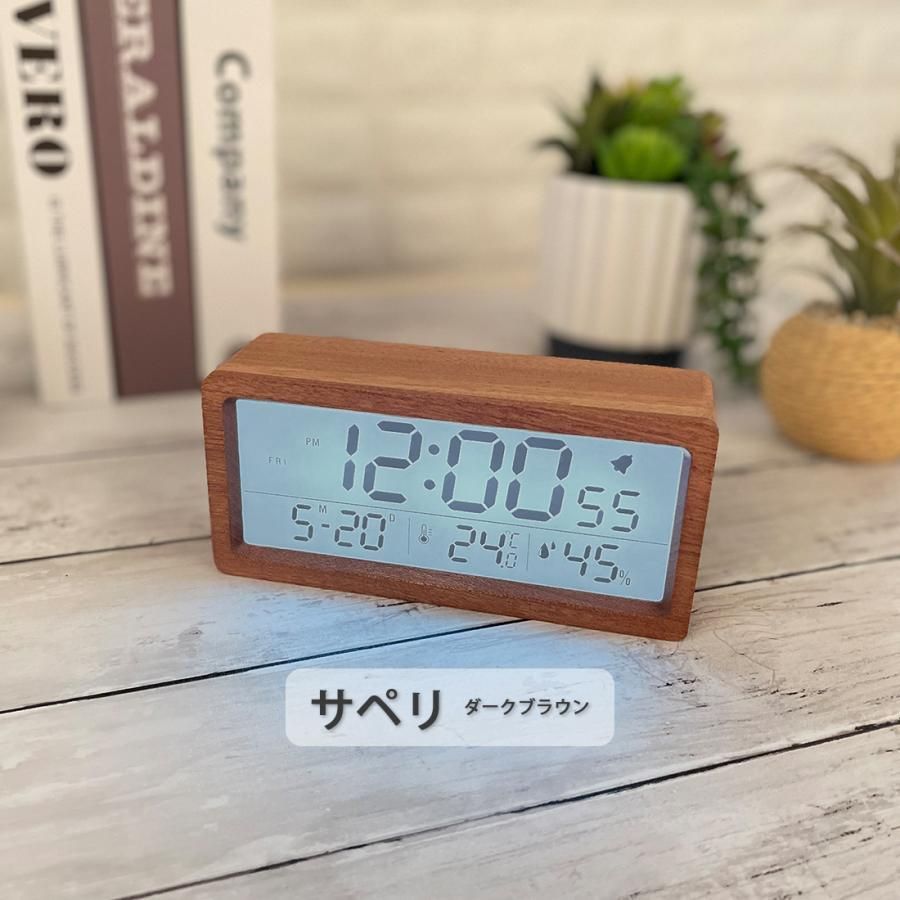 VERO
ERALDINE
Company
PM
12:00
55
FRI
M
D
5-20
24.0
C
45
%
サペリ ダークブラウン